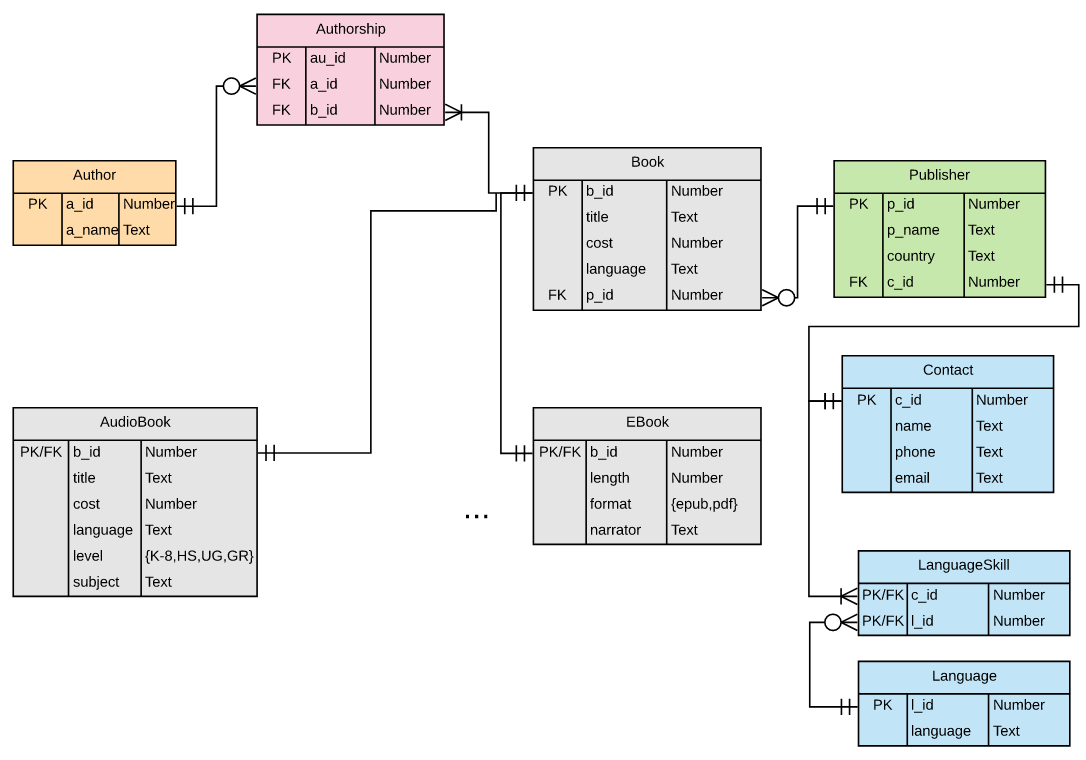 Authorship
PK au_id Number
FK a_id Number
FK b_id Number
Author
PK a_id Number
a_name Text
Book
PK b_id Number
title Text
cost Number
language Text
FK p_id Number
Publisher
PK p_id Number
p_name Text
country Text
FK c_id Number
Contact
PK c_id Number
name Text
phone Text
email Text
AudioBook
PK/FK b_id Number
title Text
cost Number
language Text
level {K-8,HS,UG,GR}
subject Text
...
EBook
PK/FK b_id Number
length Number
format {epub,pdf}
narrator Text
LanguageSkill
PK/FK c_id Number
PK/FK l_id Number
Language
PK l_id Number
language Text